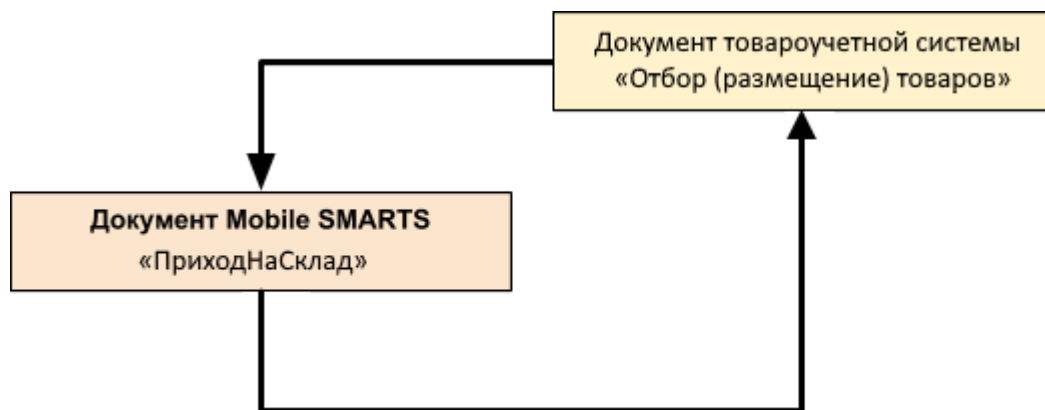 Документ товароучетной системы
«Отбор (размещение) товаров»
Документ Mobile SMARTS
«ПриходНаСклад»